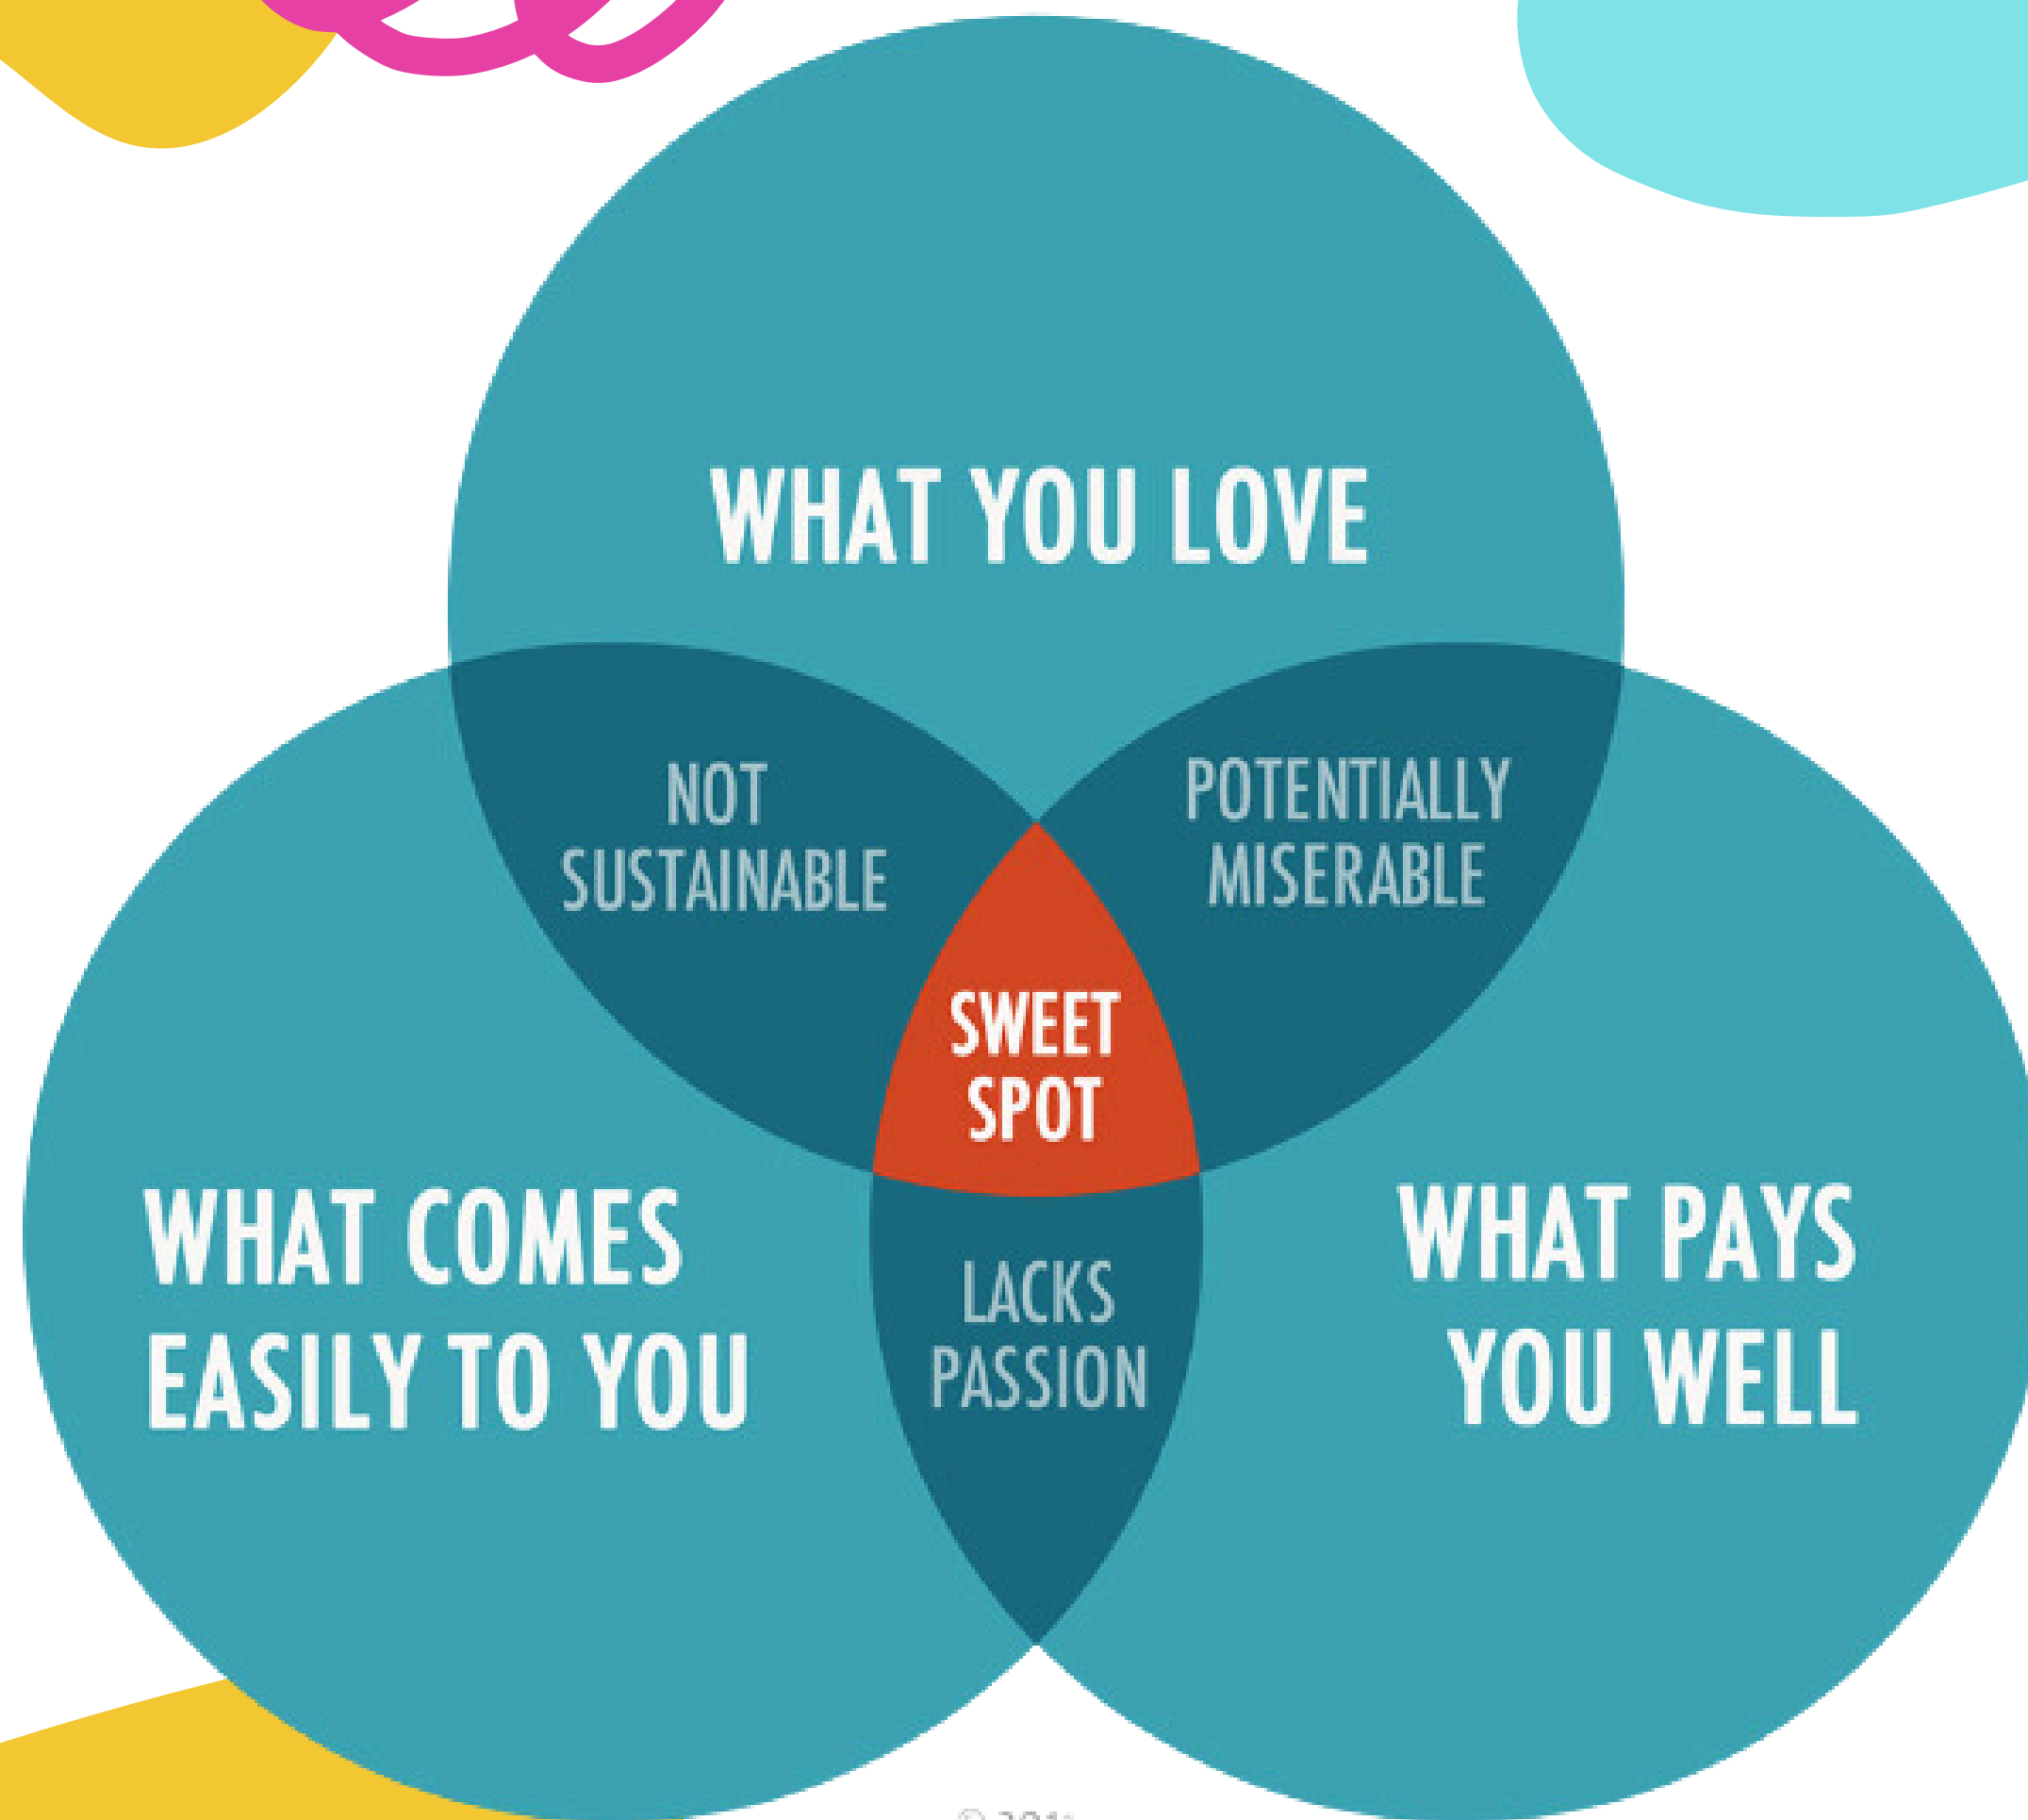 WHAT YOU LOVE
NOT
SUSTAINABLE
POTENTIALLY
MISERABLE
SWEET
SPOT
WHAT COMES
EASILY TO YOU
WHAT PAYS
YOU WELL
LACKS
PASSION